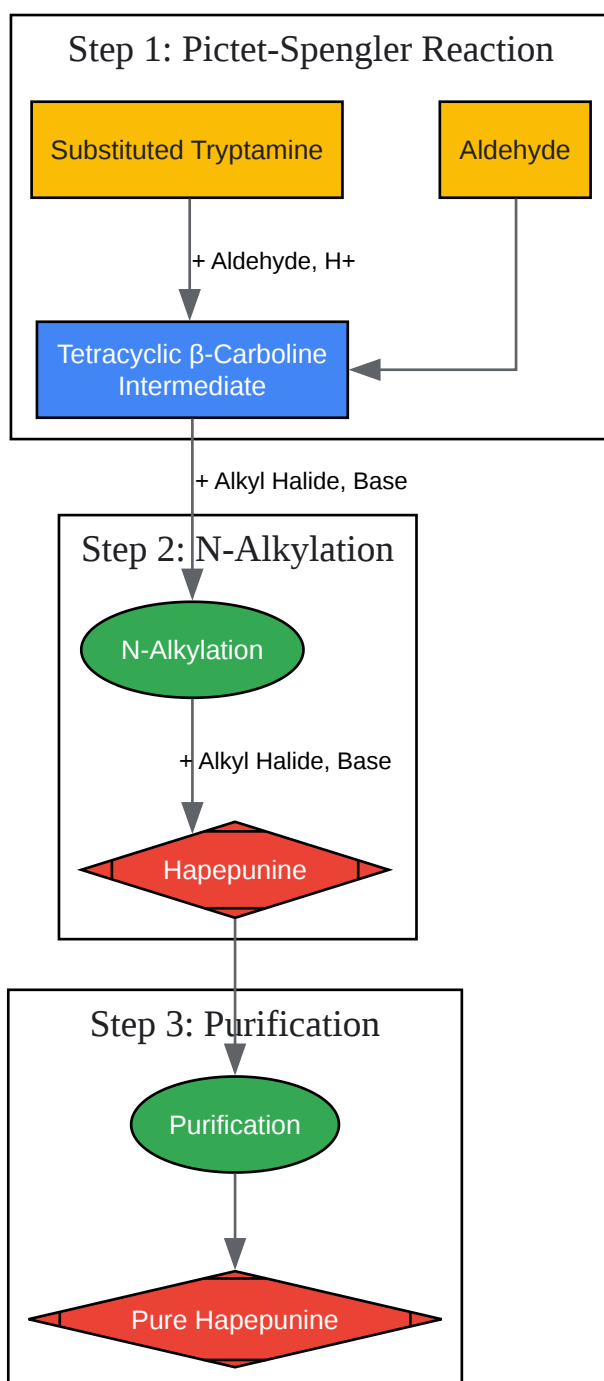 Step 1: Pictet-Spengler Reaction
Substituted Tryptamine
Aldehyde
+ Aldehyde, H+
Tetracyclic β-Carboline
Intermediate
+ Alkyl Halide, Base
Step 2: N-Alkylation
N-Alkylation
+ Alkyl Halide, Base
Hapepunine
Step 3: Purification
Purification
Pure Hapepunine